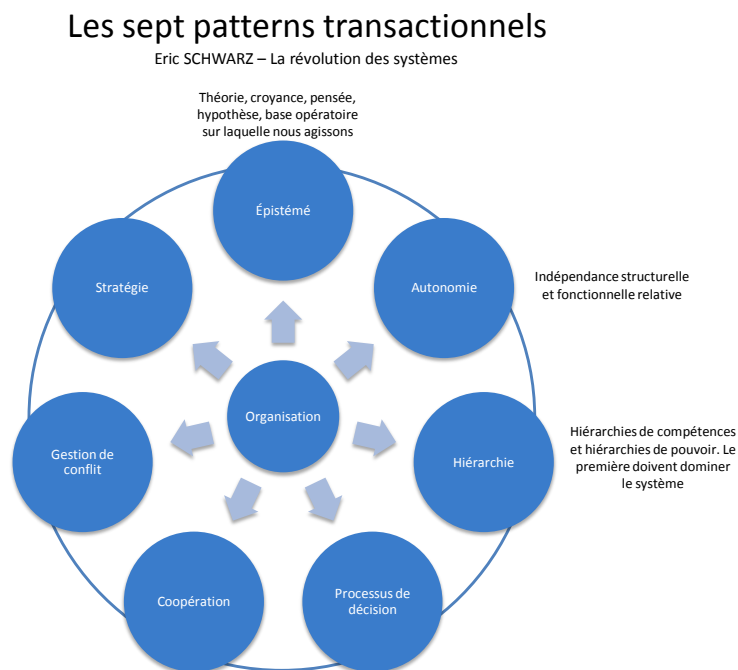 Les sept patterns transactionnels
Eric SCHWARZ – La révolution des systèmes
Théorie, croyance, pensée,
hypothèse, base opératoire
sur laquelle nous agissons
Épistémé
Stratégie
Autonomie
Indépendance structurelle
et fonctionnelle relative
Organisation
Gestion de
conflit
Hiérarchie
Hiérarchies de compétences
et hiérarchies de pouvoir. Le
première doivent dominer
le système
Coopération
Processus de
décision